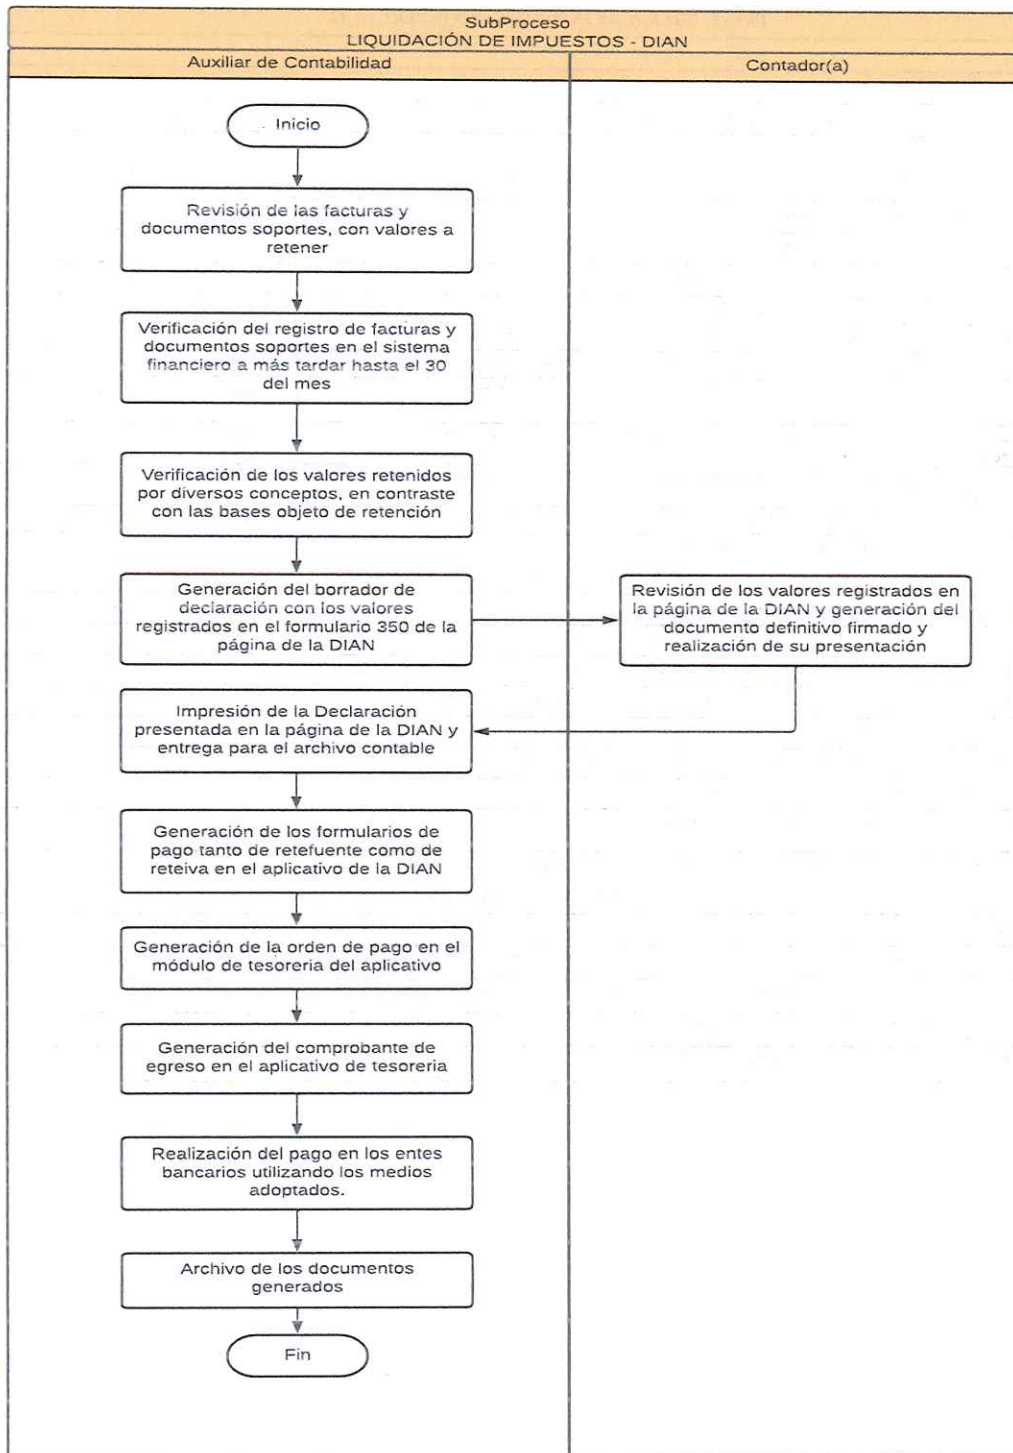 SubProceso
LIQUIDACIÓN DE IMPUESTOS - DIAN
Auxiliar de Contabilidad
Contador(a)
Inicio
Revisión de las facturas y
documentos soportes, con valores a
retener
Verificación del registro de facturas y
documentos soportes en el sistema
financiero a más tardar hasta el 30
del mes
Verificación de los valores retenidos
por diversos conceptos, en contraste
con las bases objeto de retención
Generación del borrador de
declaración con los valores
registrados en el formulario 350 de la
página de la DIAN
Revisión de los valores registrados en
la página de la DIAN y generación del
documento definitivo firmado y
realización de su presentación
Impresión de la Declaración
presentada en la página de la DIAN y
entrega para el archivo contable
Generación de los formularios de
pago tanto de retefuente como de
reteiva en el aplicativo de la DIAN
Generación de la orden de pago en el
módulo de tesoreria del aplicativo
Generación del comprobante de
egreso en el aplicativo de tesoreria
Realización del pago en los entes
bancarios utilizando los medios
adoptados.
Archivo de los documentos
generados
Fin